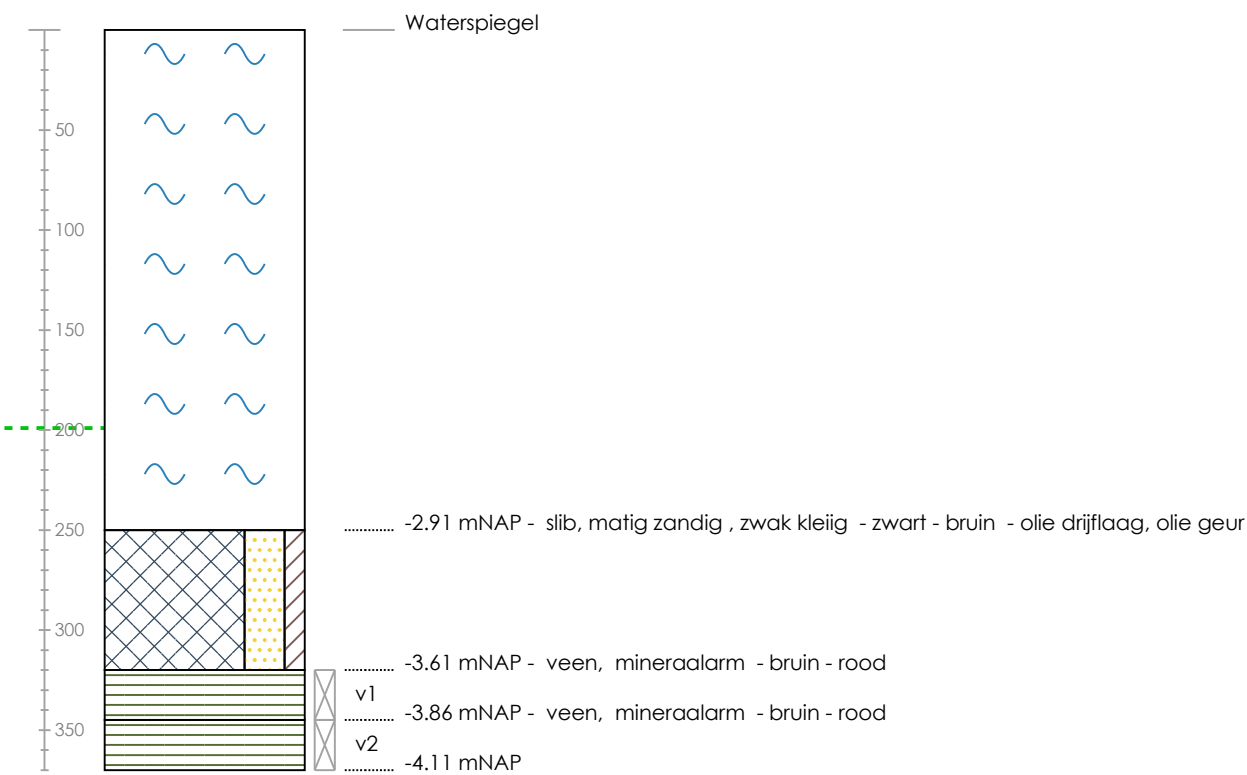 Waterspiegel
50
100
150
200
250
-2.91 mNAP - slib, matig zandig , zwak kleiig - zwart - bruin - olie drijflaag, olie geur
300
-3.61 mNAP - veen, mineraalarm - bruin - rood
v1
-3.86 mNAP - veen, mineraalarm - bruin - rood
350
v2
-4.11 mNAP